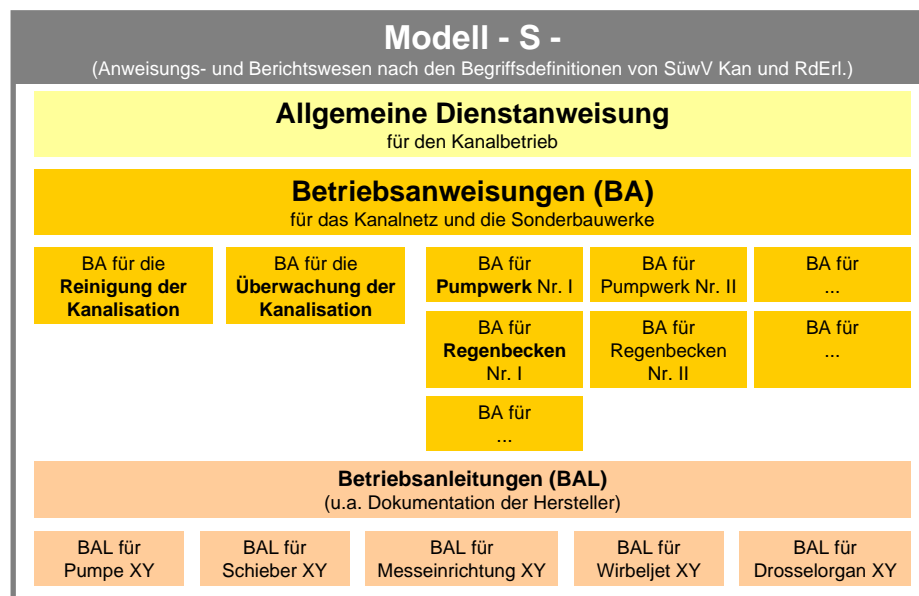 Modell - S -
(Anweisungs- und Berichtswesen nach den Begriffsdefinitionen von SüwV Kan und RdErl.)
Allgemeine Dienstanweisung
für den Kanalbetrieb
Betriebsanweisungen (BA)
für das Kanalnetz und die Sonderbauwerke
BA für die
Reinigung der
Kanalisation
BA für die
Überwachung der
Kanalisation
BA für
Pumpwerk Nr. I
BA für
Pumpwerk Nr. II
BA für
...
BA für
Regenbecken
Nr. I
BA für
Regenbecken
Nr. II
BA für
...
BA für
...
Betriebsanleitungen (BAL)
(u.a. Dokumentation der Hersteller)
BAL für
Pumpe XY
BAL für
Schieber XY
BAL für
Messeinrichtung XY
BAL für
Wirbeljet XY
BAL für
Drosselorgan XY